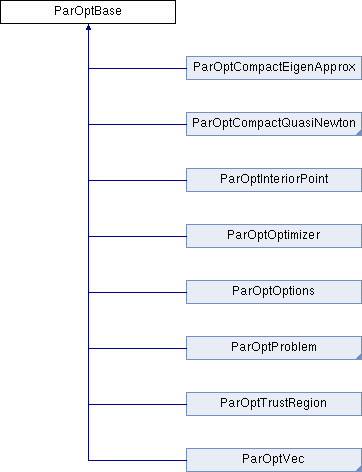 ParOptBase
ParOptCompactEigenApprox
ParOptCompactQuasiNewton
ParOptInteriorPoint
ParOptOptimizer
ParOptOptions
ParOptProblem
ParOptTrustRegion
ParOptVec